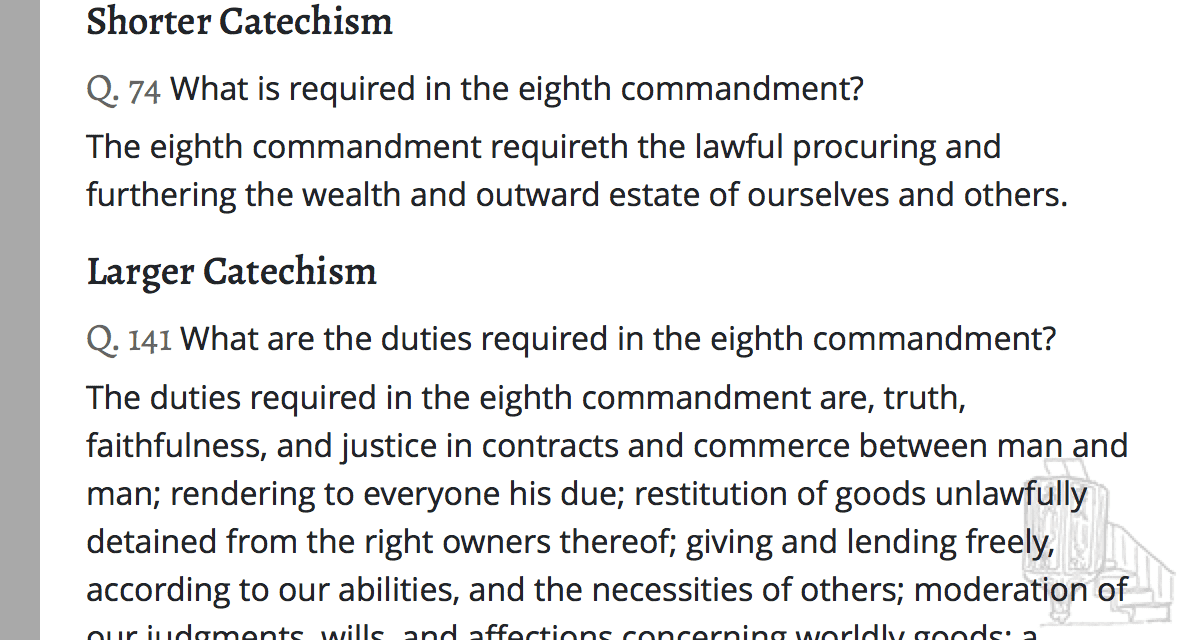 Shorter Catechism
Q. 74 What is required in the eighth commandment?
The eighth commandment requireth the lawful procuring and
furthering the wealth and outward estate of ourselves and others.
Larger Catechism
Q. 141 What are the duties required in the eighth commandment?
The duties required in the eighth commandment are, truth,
faithfulness, and justice in contracts and commerce between man and
man; rendering to everyone his due; restitution of goods unlawfully
detained from the right owners thereof; giving and lending freely,
according to our abilities, and the necessities of others; moderation of
our judgments, wills, and affections concerning worldly goods; a